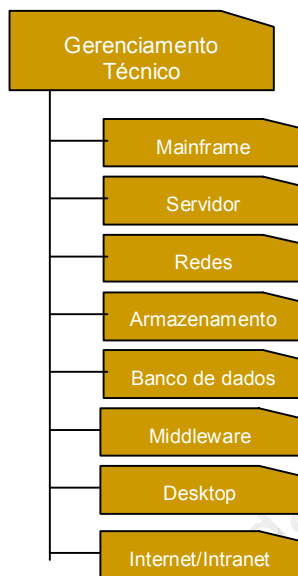 Gerenciamento
Técnico
Mainframe
Servidor
Redes
Armazenamento
Banco de dados
Middleware
Desktop
Internet/Intranet